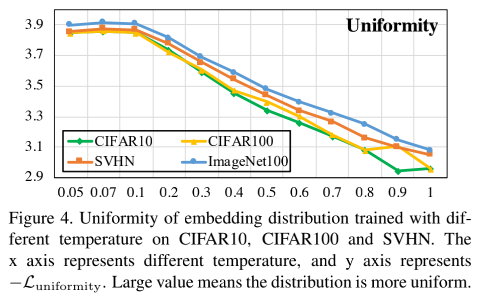 Uniformity
3.9
3.7
3.5
3.3
3.1
2.9
CIFAR10 CIFAR100
SVHN ImageNet100
0.05 0.07 0.1 0.2 0.3 0.4 0.5 0.6 0.7 0.8 0.9 1
Figure 4. Uniformity of embedding distribution trained with dif-
ferent temperature on CIFAR10, CIFAR100 and SVHN. The
x axis represents different temperature, and y axis represents
−ℒuniformity. Large value means the distribution is more uniform.